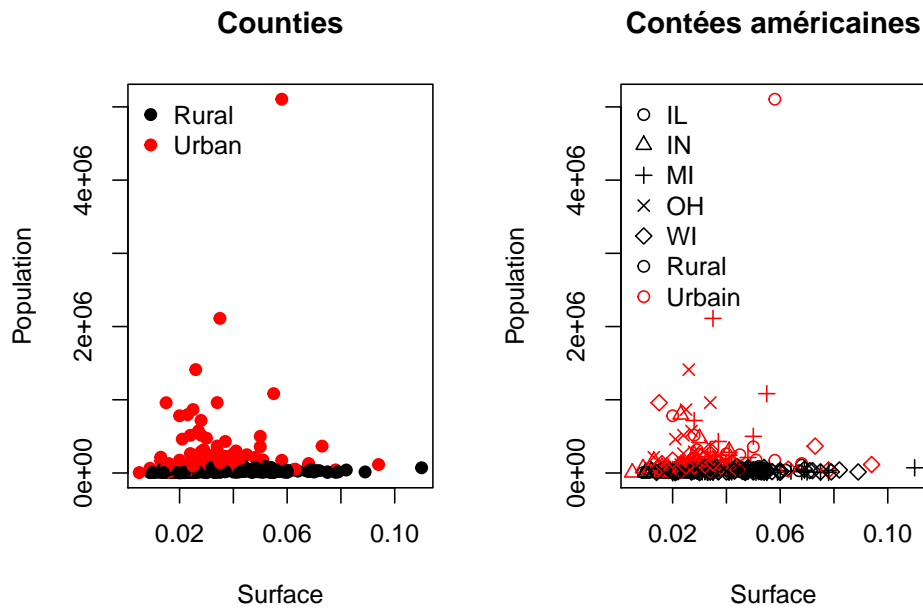 Counties
Rural
Urban
0e+00
2e+06
4e+06
Population
0.02
0.06
0.10
Surface
Contées américaines
IL
IN
MI
OH
WI
Rural
Urbain
0e+00
2e+06
4e+06
Population
0.02
0.06
0.10
Surface